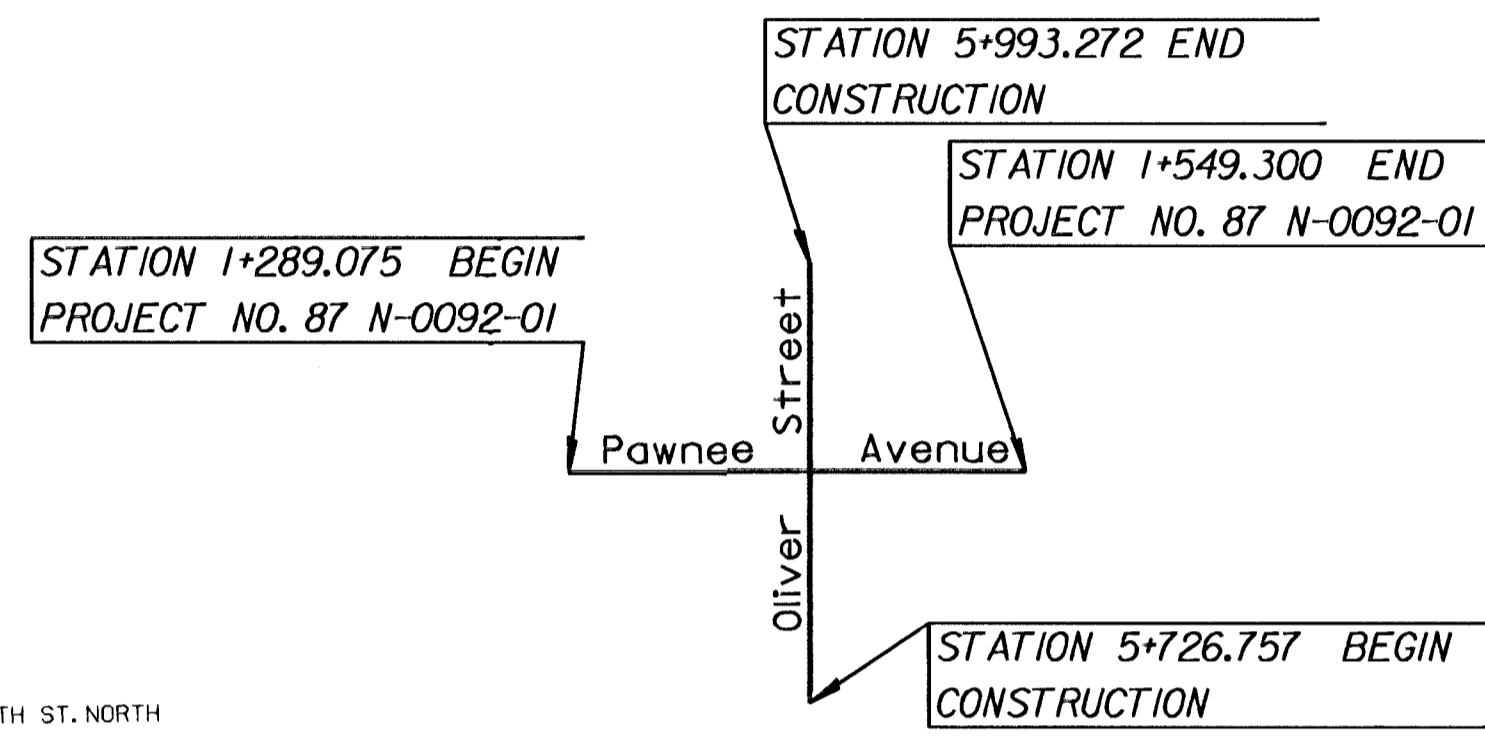 STATION 5+993.272 END
CONSTRUCTION
STATION 1+549.300 END
PROJECT NO. 87 N-0092-01
STATION 1+289.075 BEGIN
PROJECT NO. 87 N-0092-01
Oliver Street
Pawnee Avenue
STATION 5+726.757 BEGIN
CONSTRUCTION
TH ST. NORTH